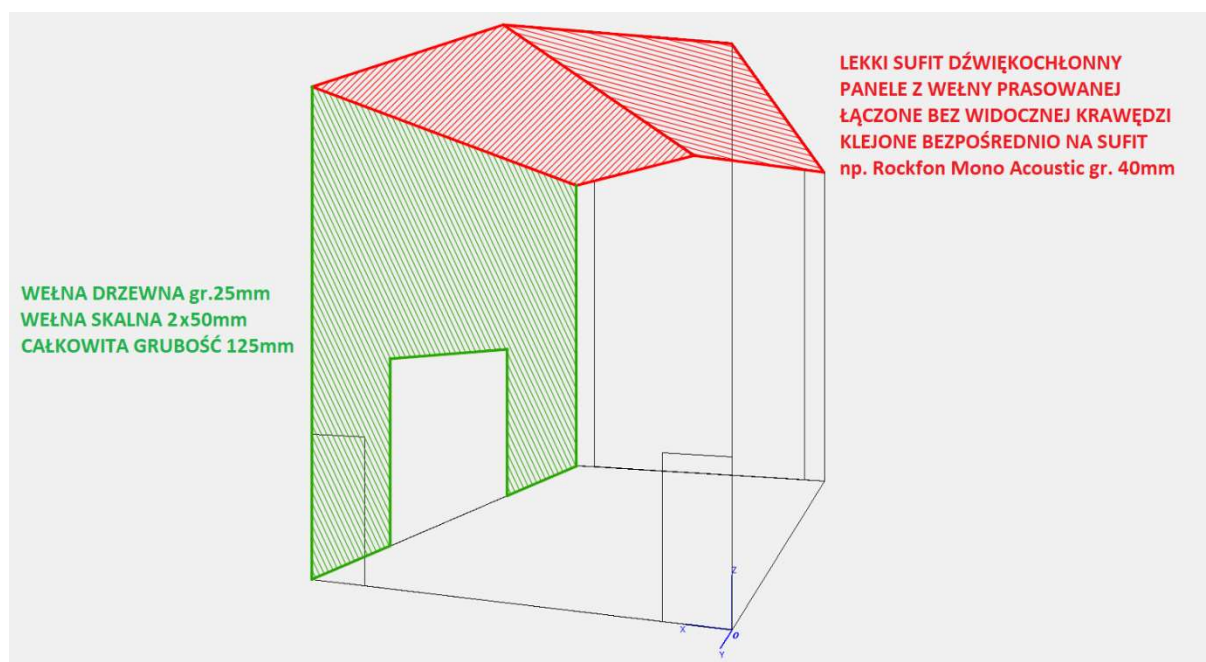 LEKKI SUFIT DŹWIĘKOCHŁONNY
PANELE Z WEŁNY PRASOWANEJ
ŁĄCZONE BEZ WIDOCZNEJ KRAWĘDZI
KLEJONE BEZPOŚREDNIO NA SUFIT
np. Rockfon Mono Acoustic gr. 40mm
WEŁNA DRZEWNA gr.25mm
WEŁNA SKALNA 2x50mm
CAŁKOWITA GRUBOŚĆ 125mm
Z
X
O
Y